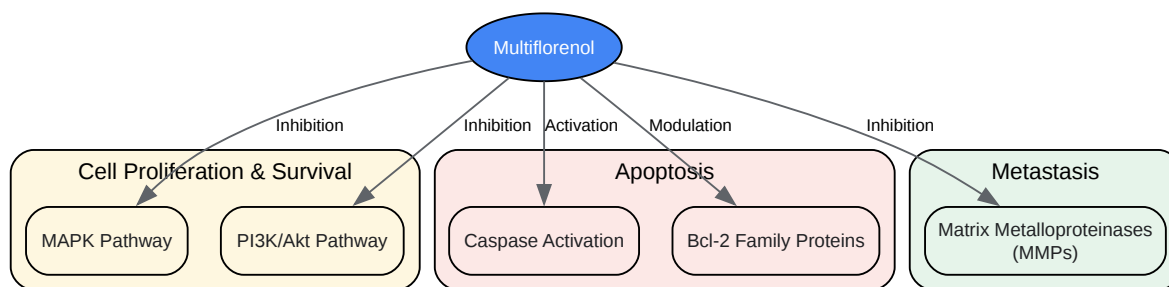 Multiflorenol
Inhibition
Inhibition
Activation
Modulation
Inhibition
Cell Proliferation & Survival
Apoptosis
Metastasis
MAPK Pathway
PI3K/Akt Pathway
Caspase Activation
Bcl-2 Family Proteins
Matrix Metalloproteinases
(MMPs)